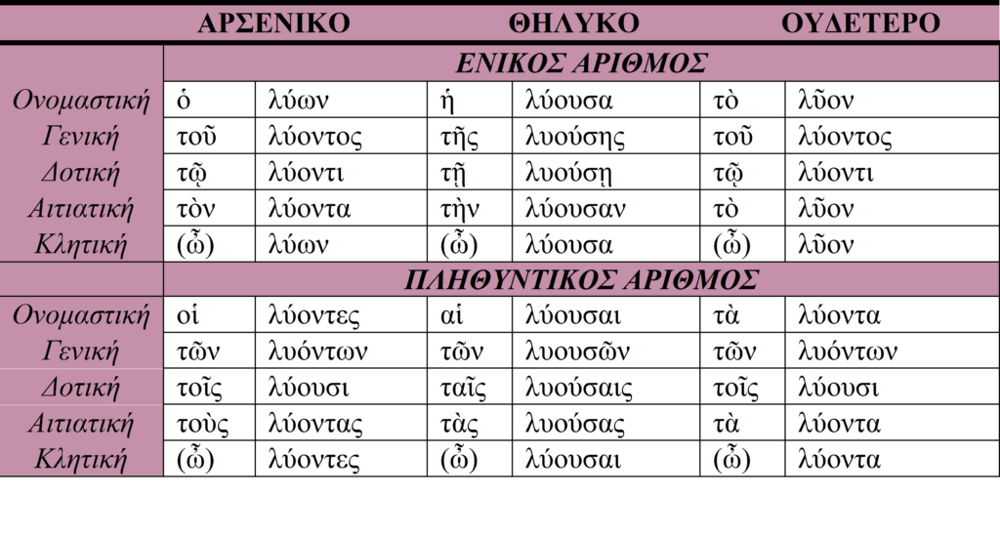 ΑΡΣΕΝΙΚΟ ΘΗΛΥΚΟ ΟΥΔΕΤΕΡΟ
ΕΝΙΚΟΣ ΑΡΙΘΜΟΣ
Ονομαστική ὁ λύων ἡ λύουσα τὸ λῦον
Γενική τοῦ λύοντος τῆς λυούσης τοῦ λύοντος
Δοτική τῷ λύοντι τῇ λυούσῃ τῷ λύοντι
Αιτιατική τὸν λύοντα τὴν λύουσαν τὸ λῦον
Κλητική (ὦ) λύων (ὦ) λύουσα (ὦ) λῦον
ΠΛΗΘΥΝΤΙΚΟΣ ΑΡΙΘΜΟΣ
Ονομαστική οἱ λύοντες αἱ λύουσαι τὰ λύοντα
Γενική τῶν λυόντων τῶν λυουσῶν τῶν λυόντων
Δοτική τοῖς λύουσι ταῖς λυούσαις τοῖς λύουσι
Αιτιατική τοὺς λύοντας τὰς λυούσας τὰ λύοντα
Κλητική (ὦ) λύοντες (ὦ) λύουσαι (ὦ) λύοντα